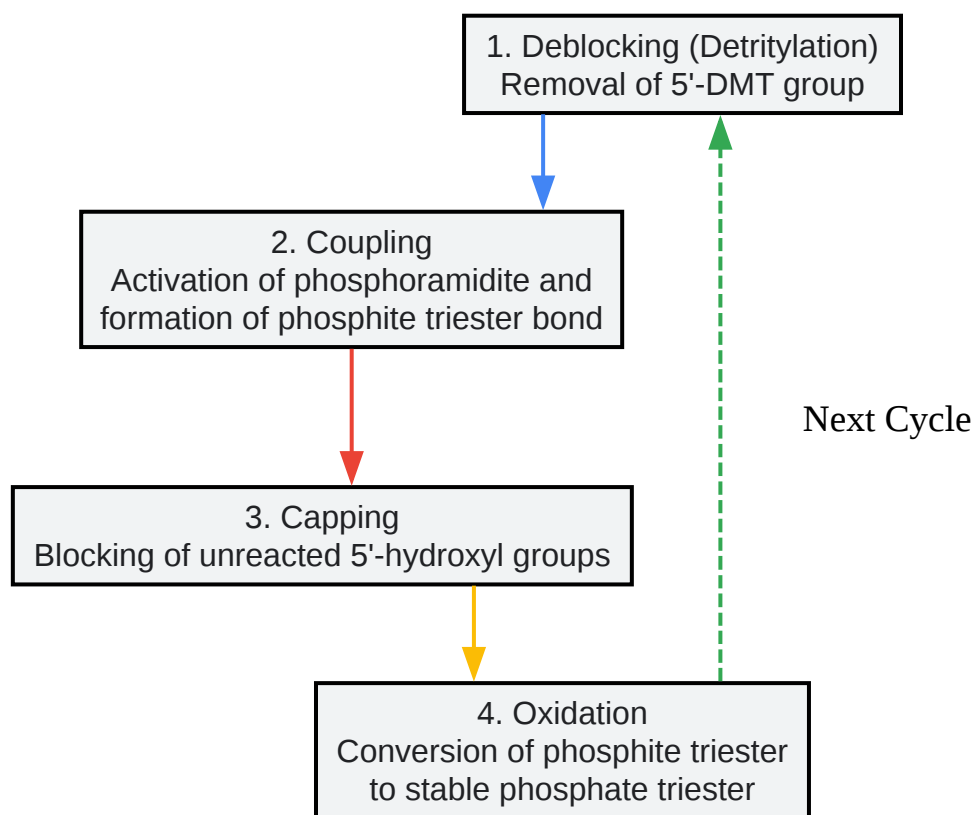 1. Deblocking (Detritylation)
Removal of 5'-DMT group
2. Coupling
Activation of phosphoramidite and
formation of phosphite triester bond
Next Cycle
3. Capping
Blocking of unreacted 5'-hydroxyl groups
4. Oxidation
Conversion of phosphite triester
to stable phosphate triester